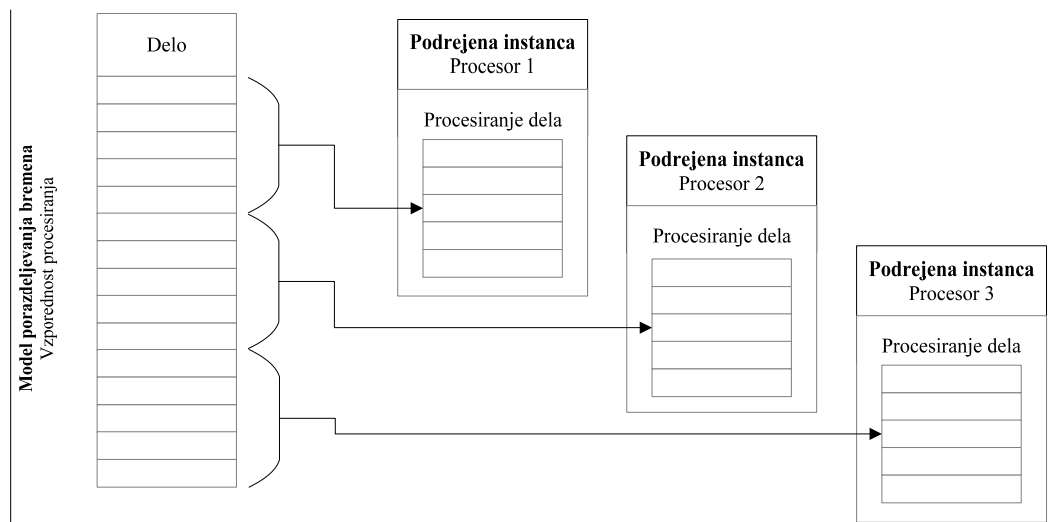 Model porazdeljevanja bremena
Vzporednost procesiranja
Delo
Podrejena instanca
Procesor 1
Procesiranje dela
Podrejena instanca
Procesor 2
Procesiranje dela
Podrejena instanca
Procesor 3
Procesiranje dela